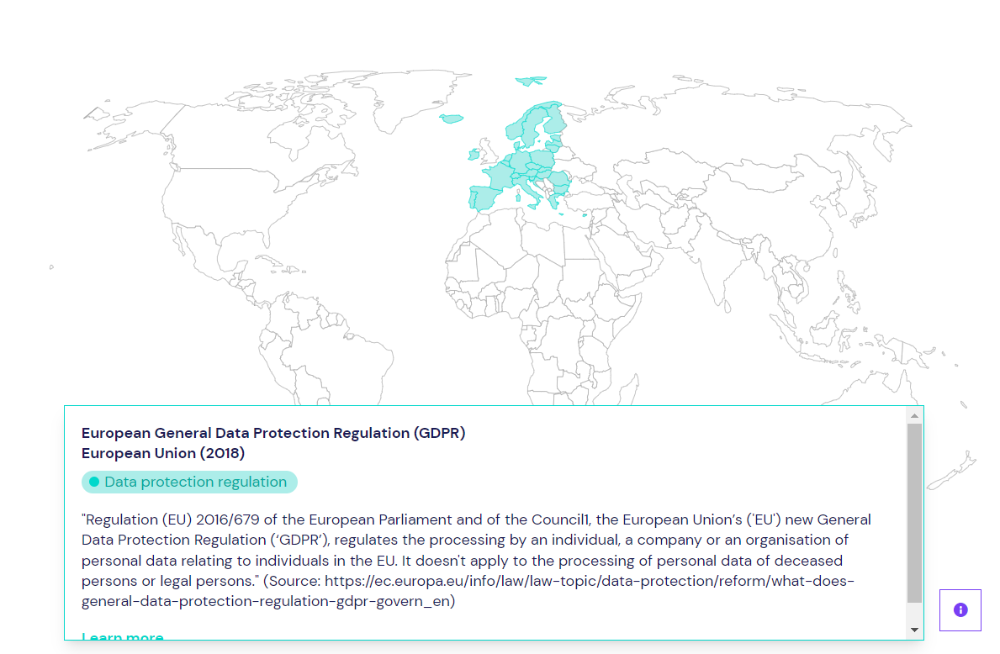 European General Data Protection Regulation (GDPR)
European Union (2018)
Data protection regulation
"Regulation (EU) 2016/679 of the European Parliament and of the Council1, the European Union’s ('EU') new General
Data Protection Regulation (‘GDPR’), regulates the processing by an individual, a company or an organisation of
personal data relating to individuals in the EU. It doesn't apply to the processing of personal data of deceased
persons or legal persons." (Source: https://ec.europa.eu/info/law/law-topic/data-protection/reform/what-does-
general-data-protection-regulation-gdpr-govern_en)
Learn more